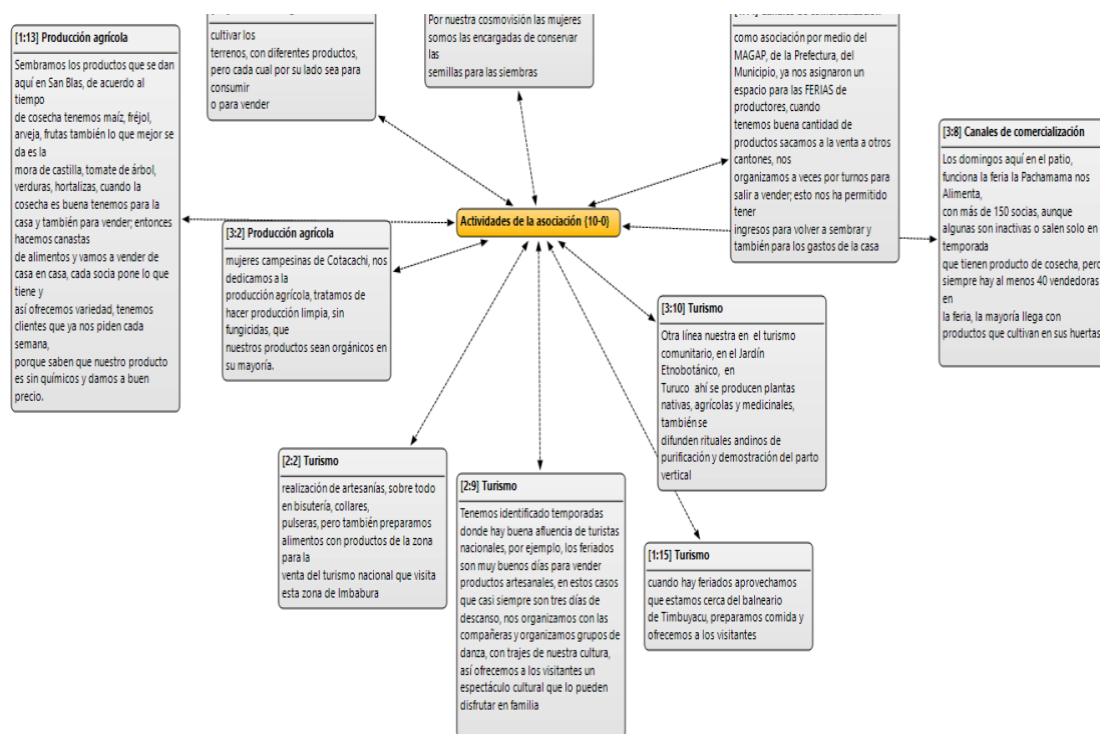 [1:13] Producción agrícola
Sembramos los productos que se dan
aquí en San Blas, de acuerdo al
tiempo
de cosecha tenemos maíz, fréjol,
arveja, frutas también lo que mejor se
da es la
mora de castilla, tomate de árbol,
verduras, hortalizas, cuando la
cosecha es buena tenemos para la
casa y también para vender; entonces
hacemos canastas
de alimentos y vamos a vender de
casa en casa, cada socia pone lo que
tiene y
así ofrecemos variedad, tenemos
clientes que ya nos piden cada
semana,
porque saben que nuestro producto
es sin químicos y damos a buen
precio.
cultivar los
terrenos, con diferentes productos,
pero cada cual por su lado sea para
consumir
o para vender
Por nuestra cosmovisión las mujeres
somos las encargadas de conservar
las
semillas para las siembras
Canales de comercialización
como asociación por medio del
MAGAP, de la Prefectura, del
Municipio, ya nos asignaron un
espacio para las FERIAS de
productores, cuando
tenemos buena cantidad de
productos sacamos a la venta a otros
cantones, nos
organizamos a veces por turnos para
salir a vender; esto nos ha permitido
tener
ingresos para volver a sembrar y
también para los gastos de la casa
[3:8] Canales de comercialización
Los domingos aquí en el patio,
funciona la feria la Pachamama nos
Alimenta,
con más de 150 socias, aunque
algunas son inactivas o salen solo en
temporada
que tienen producto de cosecha, pero
siempre hay al menos 40 vendedoras
en
la feria, la mayoría llega con
productos que cultivan en sus huertas
Actividades de la asociación {10-0}
[3:2] Producción agrícola
mujeres campesinas de Cotacachi, nos
dedicamos a la
producción agrícola, tratamos de
hacer producción limpia, sin
fungicidas, que
nuestros productos sean orgánicos en
su mayoría.
[3:10] Turismo
Otra línea nuestra en el turismo
comunitario, en el Jardín
Etnobotánico, en
Turuco ahí se producen plantas
nativas, agrícolas y medicinales,
también se
difunden rituales andinos de
purificación y demostración del parto
vertical
[2:2] Turismo
realización de artesanías, sobre todo
en bisutería, collares,
pulseras, pero también preparamos
alimentos con productos de la zona
para la
venta del turismo nacional que visita
esta zona de Imbabura
[2:9] Turismo
Tenemos identificado temporadas
donde hay buena afluencia de turistas
nacionales, por ejemplo, los feriados
son muy buenos días para vender
productos artesanales, en estos casos
que casi siempre son tres días de
descanso, nos organizamos con las
compañeras y organizamos grupos de
danza, con trajes de nuestra cultura,
así ofrecemos a los visitantes un
espectáculo cultural que lo pueden
disfrutar en familia
[1:15] Turismo
cuando hay feriados aprovechamos
que estamos cerca del balneario
de Timbuyacu, preparamos comida y
ofrecemos a los visitantes